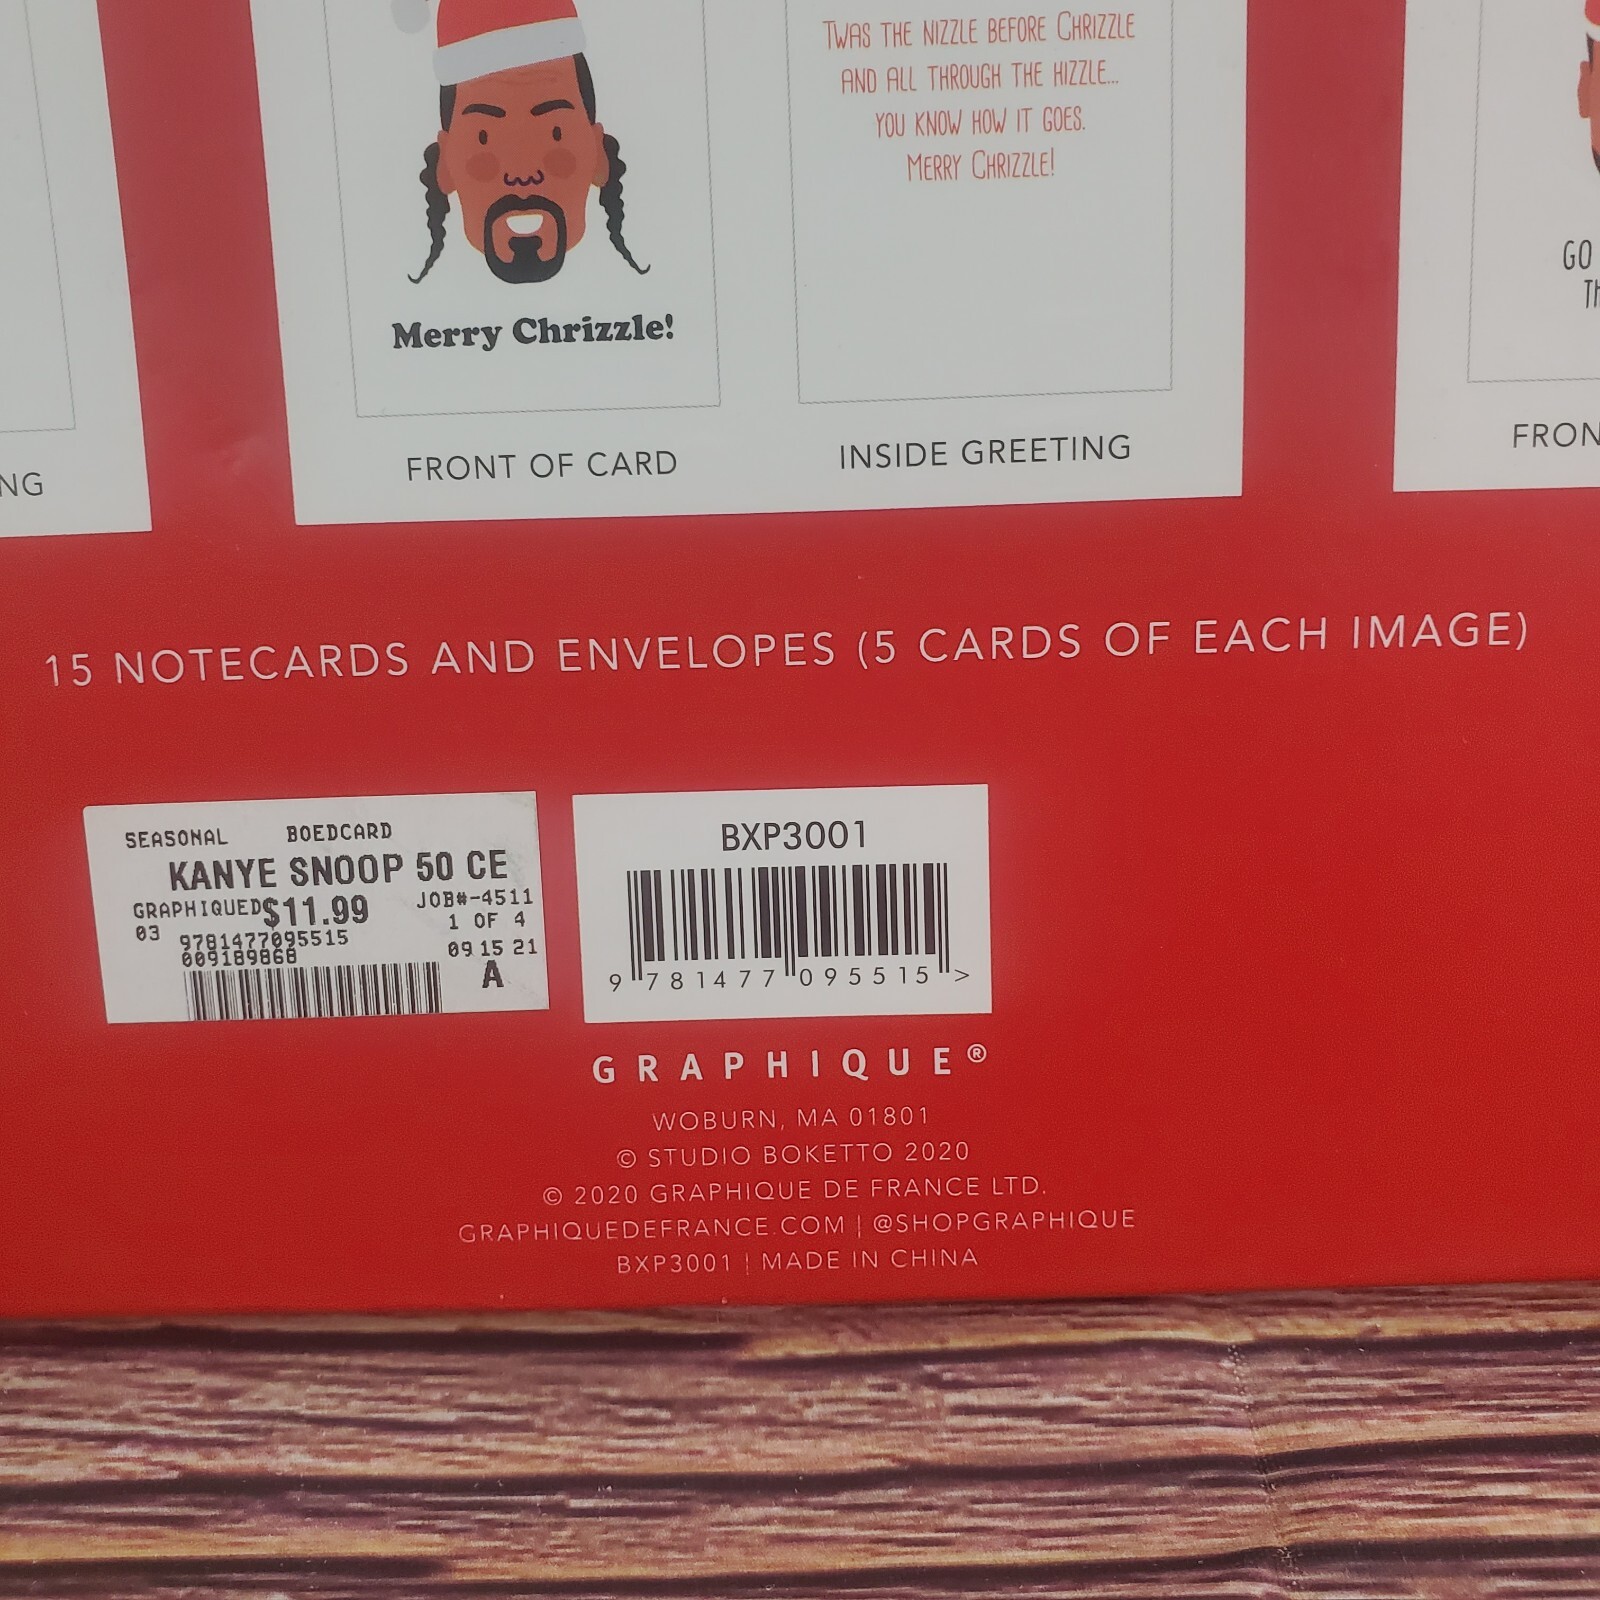 TWAS THE NIZZLE BEFORE CHRIZZLE
AND ALL THROUGH THE HIZZLE...
YOU KNOW HOW IT GOES.
MERRY CHRIZZLE!
Merry Chrizzle!
GO
NG
FRONT OF CARD
INSIDE GREETING
FRON
15 NOTECARDS AND ENVELOPES (5 CARDS OF EACH IMAGE)
SEASONAL BOEDCARD
KANYE SNOOP 50 CE
GRAPHIQUED $11.99 JOB#-4511
03 9781477095515 1 OF 4
009189868 09 15 21
A
BXP3001
9 781477 095515 >
GRAPHIQUE®
WOBURN, MA 01801
© STUDIO BOKETTO 2020
© 2020 GRAPHIQUE DE FRANCE LTD.
GRAPHIQUEDEFRANCE.COM | @SHOPGRAPHIQUE
BXP3001 | MADE IN CHINA